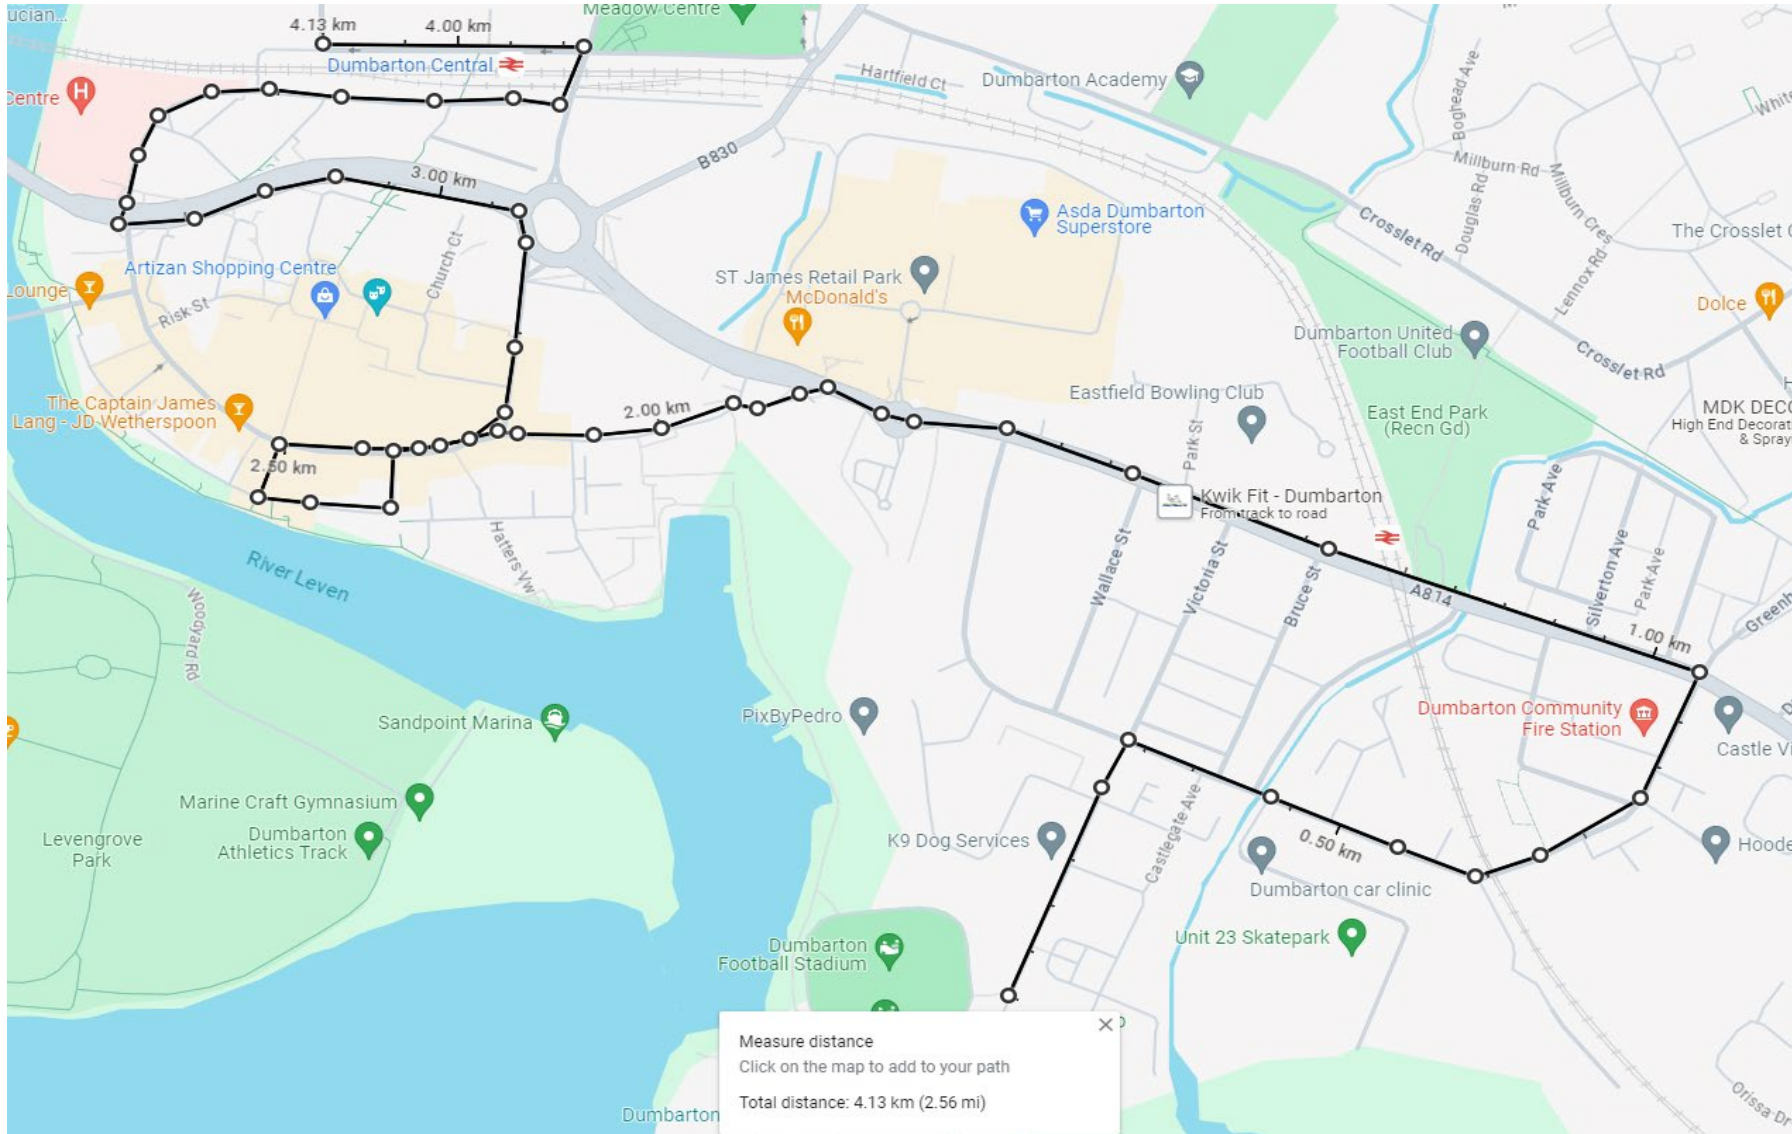 ucian...
Meadow Centre
4.13 km
4.00 km
Dumbarton Central
Centre
H
Hartfield Ct
Dumbarton Academy
Boghead Ave
White
Millburn Rd
B830
3.00 km
Douglas Rd
Millburn Cres
Crosslet Rd
Asda Dumbarton
Superstore
The Crosslet
Church Ct
Artizan Shopping Centre
ST James Retail Park
McDonald's
Lennox Rd
Lounge
Risk St
Dolce
Dumbarton United
Football Club
Crosslet Rd
Eastfield Bowling Club
The Captain James
Lang - JD Wetherspoon
2.00 km
East End Park
(Recn Gd)
MDK DECO
High End Decorat
& Spray
Park St
2.50 km
Kwik Fit - Dumbarton
From track to road
Park Ave
Hatters Vw
River Leven
Wallace St
Victoria St
Bruce St
A814
Silverton Ave
Park Ave
Greenh
1.00 km
Woodyard Rd
Sandpoint Marina
PixByPedro
Dumbarton Community
Fire Station
Castle Vi
Marine Craft Gymnasium
Dumbarton
Athletics Track
Levengrove
Park
K9 Dog Services
Castlegate Ave
0.50 km
Hoode
Dumbarton car clinic
Unit 23 Skatepark
Dumbarton
Football Stadium
Measure distance
Click on the map to add to your path
Total distance: 4.13 km (2.56 mi)
Dumbarton
Orissa Dr